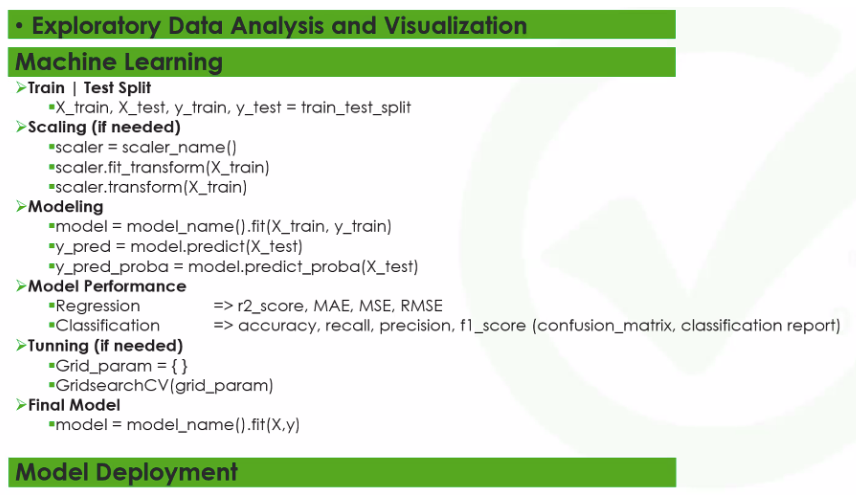 • Exploratory Data Analysis and Visualization
Machine Learning
➢Train | Test Split
▪X_train, X_test, y_train, y_test = train_test_split
➢Scaling (if needed)
▪scaler = scaler_name()
▪scaler.fit_transform(X_train)
▪scaler.transform(X_train)
➢Modeling
▪model = model_name().fit(X_train, y_train)
▪y_pred = model.predict(X_test)
▪y_pred_proba = model.predict_proba(X_test)
➢Model Performance
▪Regression => r2_score, MAE, MSE, RMSE
▪Classification => accuracy, recall, precision, f1_score (confusion_matrix, classification report)
➢Tunning (if needed)
▪Grid_param = { }
▪GridsearchCV(grid_param)
➢Final Model
▪model = model_name().fit(X,y)
Model Deployment